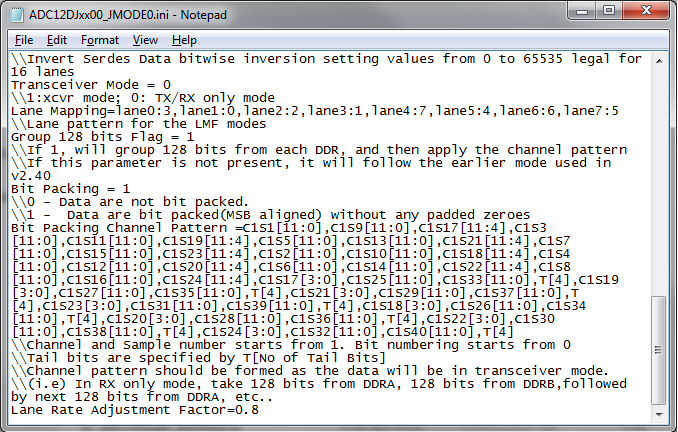 ADC12DJxx00_JMODE0.ini - Notepad
File Edit Format View Help
\\Invert Serdes Data bitwise inversion setting values from 0 to 65535 legal for
16 lanes
Transceiver Mode = 0
\\1:xcvr mode; 0: TX/RX only mode
Lane Mapping=lane0:3,lane1:0,lane2:2,lane3:1,lane4:7,lane5:4,lane6:6,lane7:5
\\Lane pattern for the LMF modes
Group 128 bits Flag = 1
\\If 1, will group 128 bits from each DDR, and then apply the channel pattern
\\If this parameter is not present, it will follow the earlier mode used in
v2.40
Bit Packing = 1
\\0 - Data are not bit packed.
\\1 -  Data are bit packed(MSB aligned) without any padded zeroes
Bit Packing Channel Pattern =C1S1[11:0],C1S9[11:0],C1S17[11:4],C1S3
[11:0],C1S11[11:0],C1S19[11:4],C1S5[11:0],C1S13[11:0],C1S21[11:4],C1S7
[11:0],C1S15[11:0],C1S23[11:4],C1S2[11:0],C1S10[11:0],C1S18[11:4],C1S4
[11:0],C1S12[11:0],C1S20[11:4],C1S6[11:0],C1S14[11:0],C1S22[11:4],C1S8
[11:0],C1S16[11:0],C1S24[11:4],C1S17[3:0],C1S25[11:0],C1S33[11:0],T[4],C1S19
[3:0],C1S27[11:0],C1S35[11:0],T[4],C1S21[3:0],C1S29[11:0],C1S37[11:0],T
[4],C1S23[3:0],C1S31[11:0],C1S39[11:0],T[4],C1S18[3:0],C1S26[11:0],C1S34
[11:0],T[4],C1S20[3:0],C1S28[11:0],C1S36[11:0],T[4],C1S22[3:0],C1S30
[11:0],C1S38[11:0],T[4],C1S24[3:0],C1S32[11:0],C1S40[11:0],T[4]
\\Channel and Sample number starts from 1. Bit numbering starts from 0
\\Tail bits are specified by T[No of Tail Bits]
\\Channel pattern should be formed as the data will be in transceiver mode.
\\(i.e) In RX only mode, take 128 bits from DDRA, 128 bits from DDRB,followed
by next 128 bits from DDRA, etc..
Lane Rate Adjustment Factor=0.8